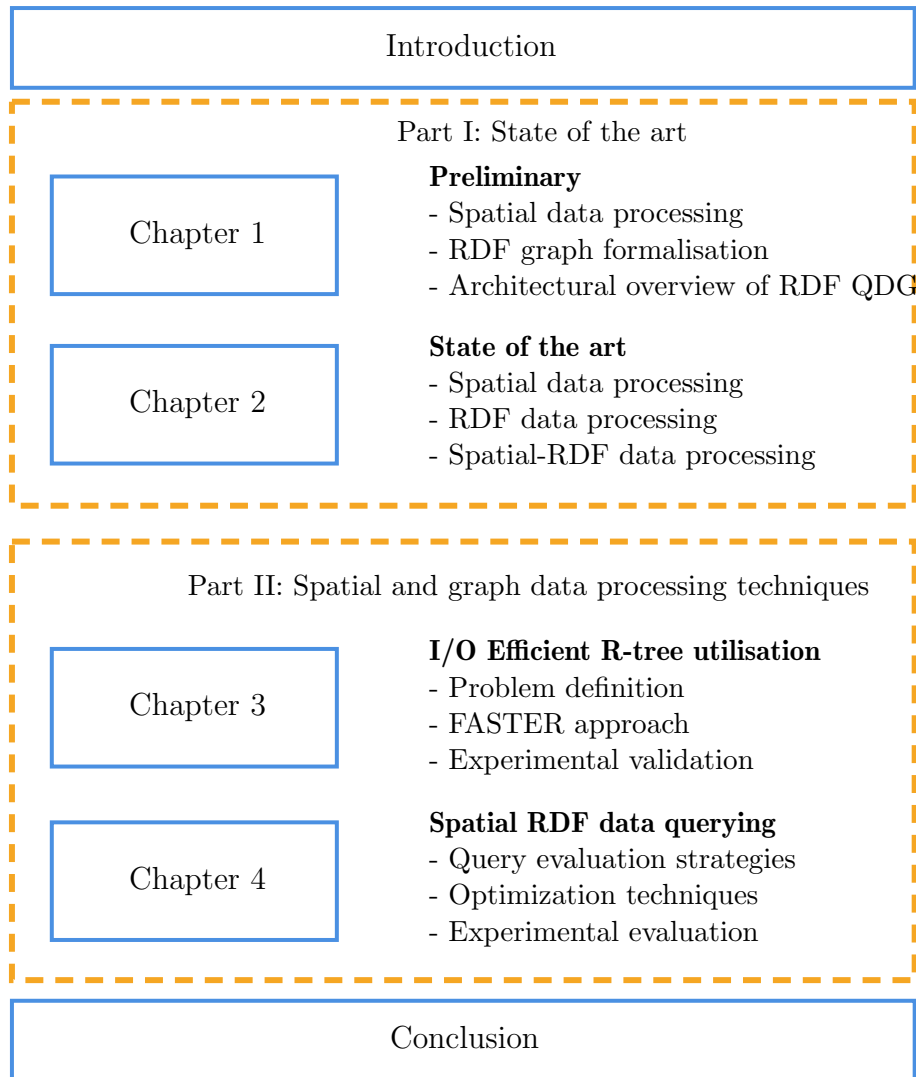 Introduction
Part I: State of the art
Chapter 1
Preliminary
- Spatial data processing
- RDF graph formalisation
- Architectural overview of RDF QDG
Chapter 2
State of the art
- Spatial data processing
- RDF data processing
- Spatial-RDF data processing
Part II: Spatial and graph data processing techniques
Chapter 3
I/O Efficient R-tree utilisation
- Problem definition
- FASTER approach
- Experimental validation
Chapter 4
Spatial RDF data querying
- Query evaluation strategies
- Optimization techniques
- Experimental evaluation
Conclusion